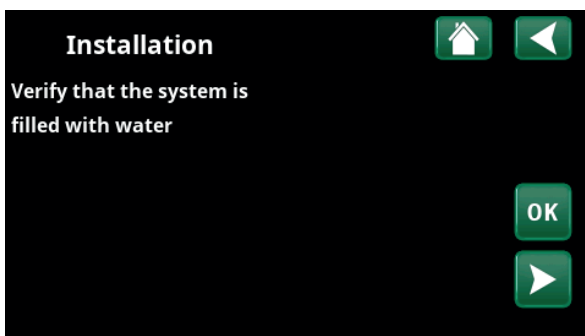 Installation
Verify that the system is
filled with water
OK